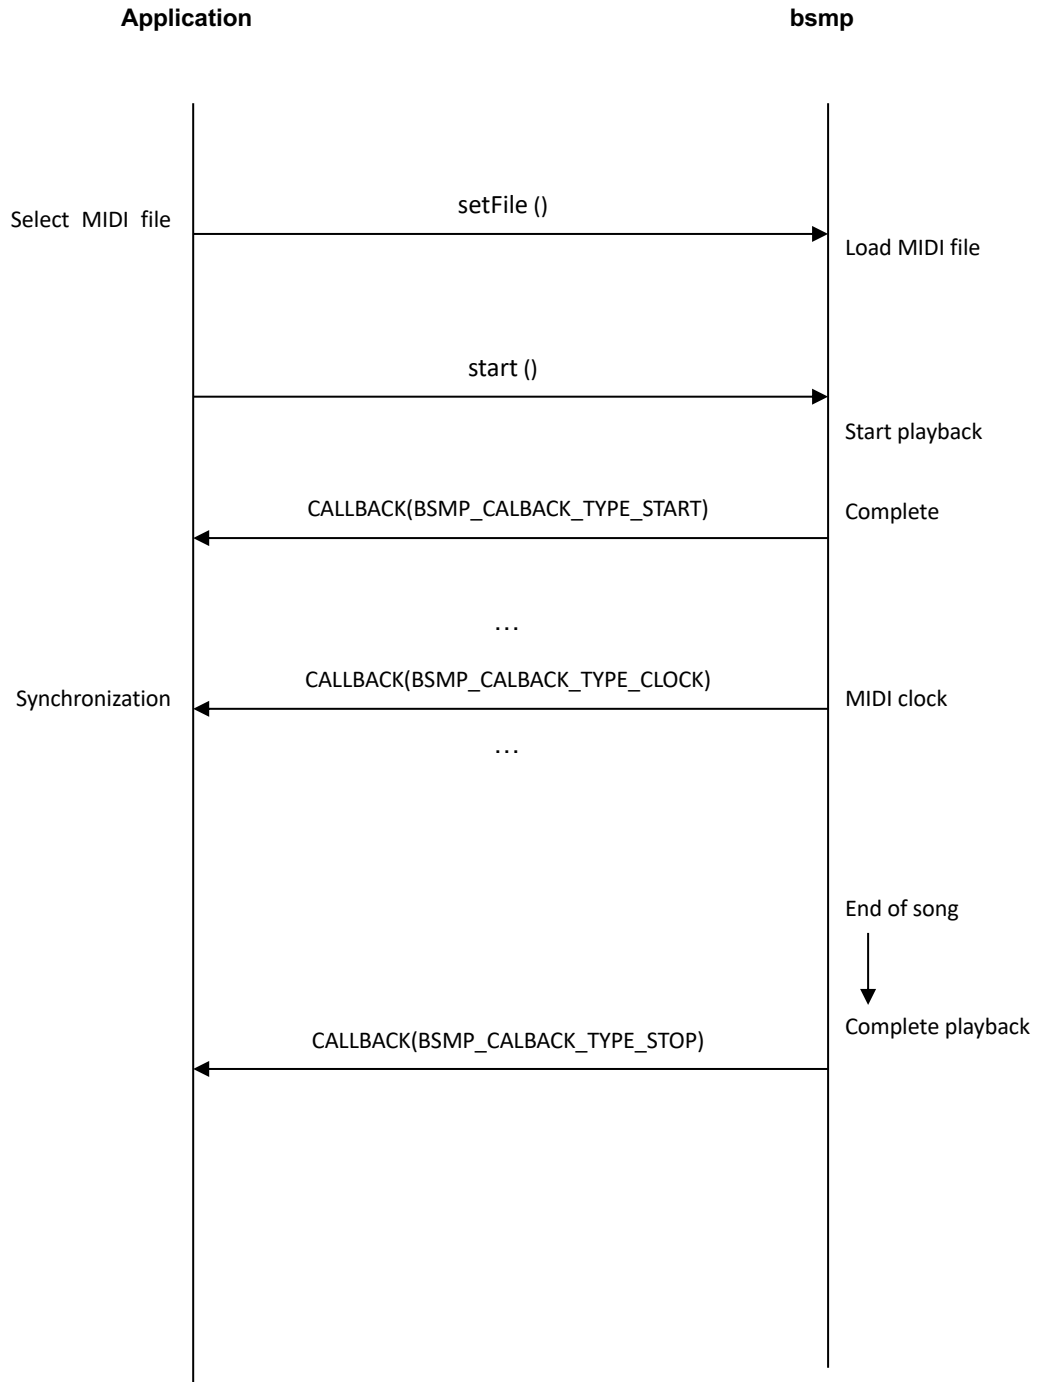 Application
bsmp
setFile ()
Select MIDI file
Load MIDI file
start ()
Start playback
CALLBACK(BSMP_CALBACK_TYPE_START)
Complete
...
CALLBACK(BSMP_CALBACK_TYPE_CLOCK)
Synchronization
MIDI clock
...
End of song
Complete playback
CALLBACK(BSMP_CALBACK_TYPE_STOP)